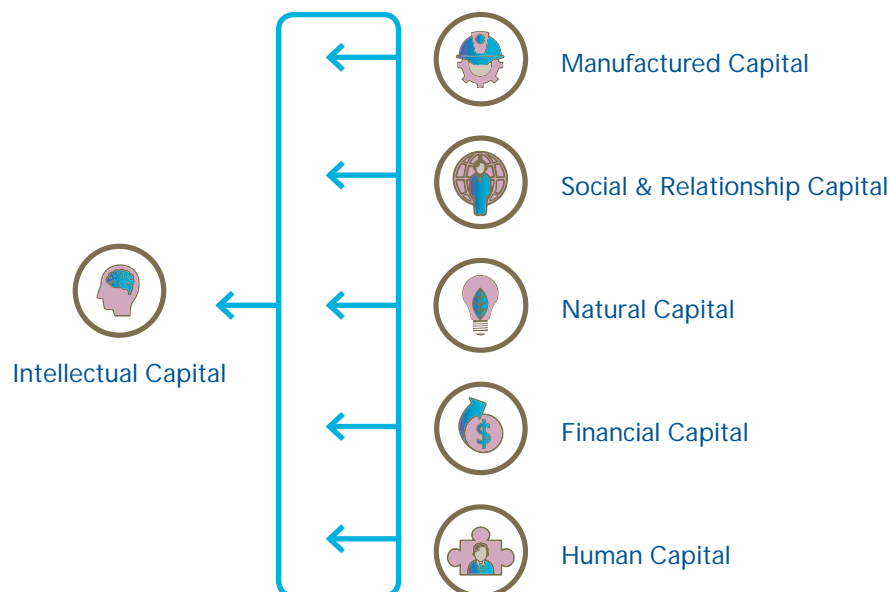 Manufactured Capital
Social & Relationship Capital
Natural Capital
Intellectual Capital
Financial Capital
Human Capital